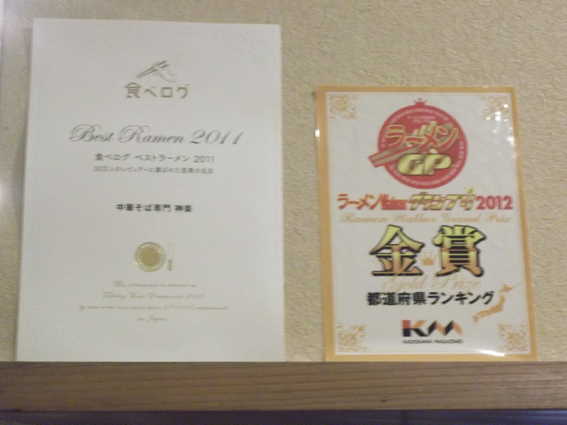 食べログ
Best Ramen 2011
食べログ ベストラーメン 2011
中華そば専門 神楽
in Japan
ラーメン
GP
ラーメンWalkerグランプリ2012
Ramen Walker Grand Prix
金賞
Gold Prize
都道府県ランキング
KM
KADOKAWA MAGAZINES